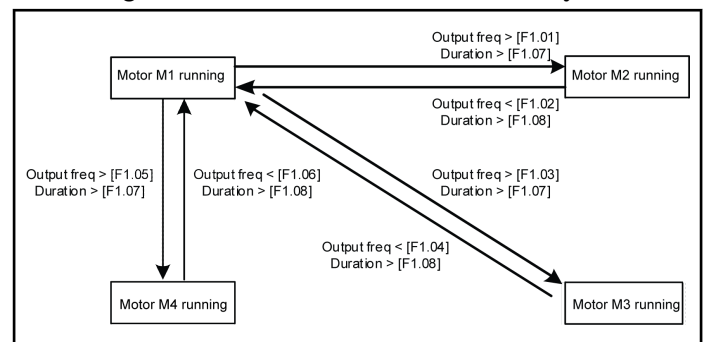 Output freq > [F1.01]
Duration > [F1.07]
Motor M1 running
Motor M2 running
Output freq < [F1.02]
Duration > [F1.08]
Output freq > [F1.05]
Duration > [F1.07]
Output freq < [F1.06]
Duration > [F1.08]
Output freq > [F1.03]
Duration > [F1.07]
Output freq < [F1.04]
Duration > [F1.08]
Motor M4 running
Motor M3 running